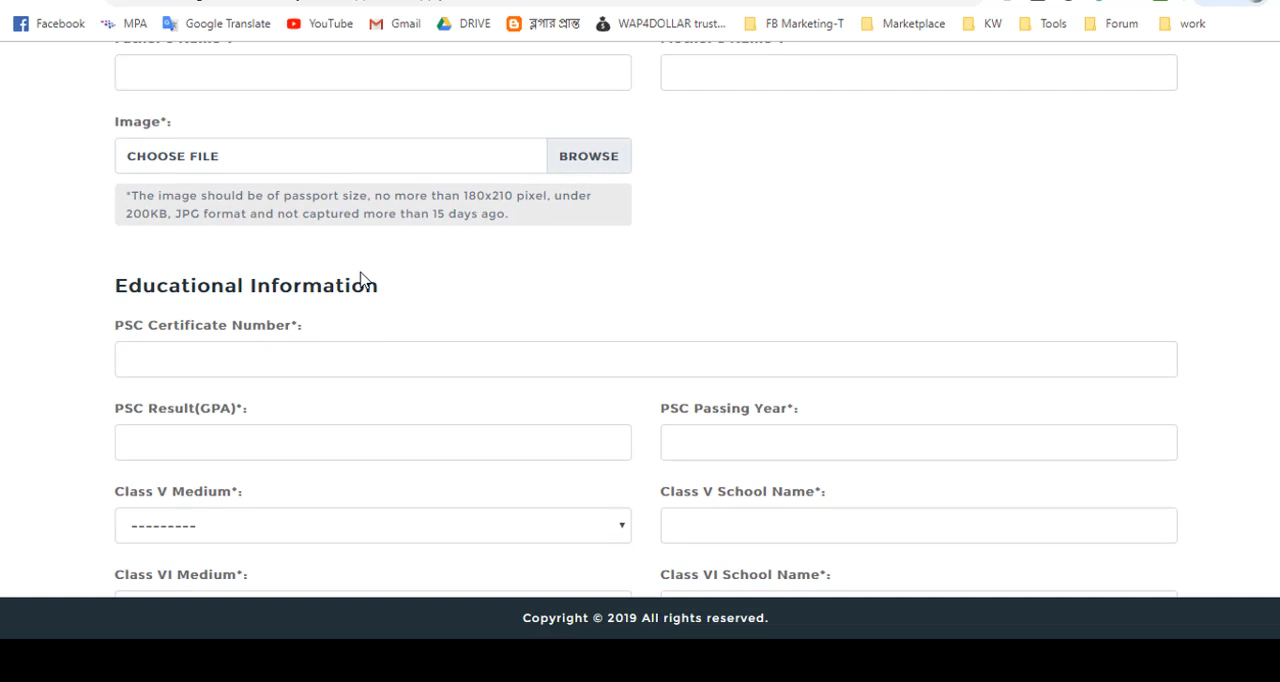 Facebook MPA Google Translate YouTube Gmail DRIVE ব্লগার প্রান্ত WAP4DOLLAR trust... FB Marketing-T Marketplace KW Tools Forum work
Image*:
CHOOSE FILE BROWSE
*The image should be of passport size, no more than 180x210 pixel, under
200KB, JPG format and not captured more than 15 days ago.
Educational Information
PSC Certificate Number*:
PSC Result(GPA)*: PSC Passing Year*:
Class V Medium*: Class V School Name*:
---------
Class VI Medium*: Class VI School Name*:
Copyright © 2019 All rights reserved.